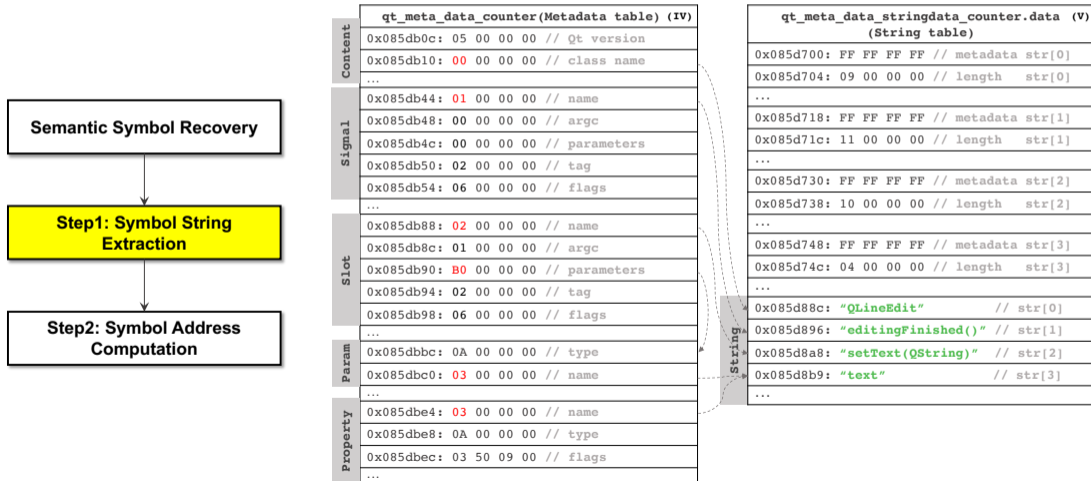 Semantic Symbol Recovery
Step1: Symbol String
Extraction
Step2: Symbol Address
Computation
qt_meta_data_counter(Metadata table) (IV)
Content
0x085db0c: 05 00 00 00 // Qt version
0x085db10: 00 00 00 00 // class name
...
Signal
0x085db44: 01 00 00 00 // name
0x085db48: 00 00 00 00 // argc
0x085db4c: 00 00 00 00 // parameters
0x085db50: 02 00 00 00 // tag
0x085db54: 06 00 00 00 // flags
...
Slot
0x085db88: 02 00 00 00 // name
0x085db8c: 01 00 00 00 // argc
0x085db90: B0 00 00 00 // parameters
0x085db94: 02 00 00 00 // tag
0x085db98: 06 00 00 00 // flags
...
Param
0x085dbbc: 0A 00 00 00 // type
0x085dbc0: 03 00 00 00 // name
...
Property
0x085dbe4: 03 00 00 00 // name
0x085dbe8: 0A 00 00 00 // type
0x085dbec: 03 50 09 00 // flags
...
qt_meta_data_stringdata_counter.data (V)
(String table)
0x085d700: FF FF FF FF // metadata str[0]
0x085d704: 09 00 00 00 // length str[0]
...
0x085d718: FF FF FF FF // metadata str[1]
0x085d71c: 11 00 00 00 // length str[1]
...
0x085d730: FF FF FF FF // metadata str[2]
0x085d738: 10 00 00 00 // length str[2]
...
0x085d748: FF FF FF FF // metadata str[3]
0x085d74c: 04 00 00 00 // length str[3]
...
String
0x085d88c: “QLineEdit” // str[0]
0x085d896: “editingFinished()” // str[1]
0x085d8a8: “setText(QString)” // str[2]
0x085d8b9: “text” // str[3]
...